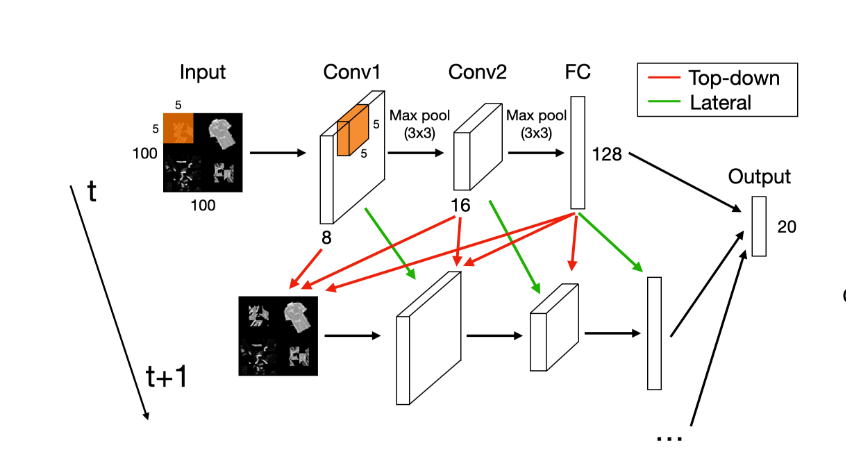 Input
Conv1
Conv2
FC
Top-down
Lateral
5
5
100
100
5
5
Max pool
(3x3)
Max pool
(3x3)
128
8
16
Output
20
t
t+1
...